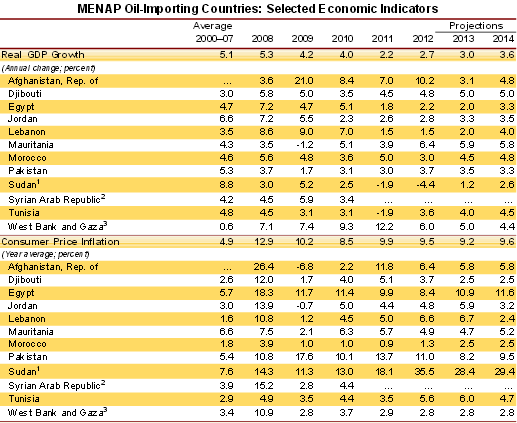 MENAP Oil-Importing Countries: Selected Economic Indicators
Average Projections
2000–07 2008 2009 2010 2011 2012 2013 2014
Real GDP Growth 5.1 5.3 4.2 4.0 2.2 2.7 3.0 3.6
(Annual change; percent)
Afghanistan, Rep. of ... 3.6 21.0 8.4 7.0 10.2 3.1 4.8
Djibouti 3.0 5.8 5.0 3.5 4.5 4.8 5.0 5.0
Egypt 4.7 7.2 4.7 5.1 1.8 2.2 2.0 3.3
Jordan 6.6 7.2 5.5 2.3 2.6 2.8 3.3 3.5
Lebanon 3.5 8.6 9.0 7.0 1.5 1.5 2.0 4.0
Mauritania 4.3 3.5 -1.2 5.1 3.9 6.4 5.9 5.8
Morocco 4.6 5.6 4.8 3.6 5.0 3.0 4.5 4.8
Pakistan 5.3 3.7 1.7 3.1 3.0 3.7 3.5 3.3
Sudan¹ 8.8 3.0 5.2 2.5 -1.9 -4.4 1.2 2.6
Syrian Arab Republic² 4.2 4.5 5.9 3.4 ... ... ... ...
Tunisia 4.8 4.5 3.1 3.1 -1.9 3.6 4.0 4.5
West Bank and Gaza³ 0.6 7.1 7.4 9.3 12.2 6.0 5.0 4.4
Consumer Price Inflation 4.9 12.9 10.2 8.5 9.9 9.5 9.2 9.6
(Year average; percent)
Afghanistan, Rep. of ... 26.4 -6.8 2.2 11.8 6.4 5.8 5.8
Djibouti 2.6 12.0 1.7 4.0 5.1 3.7 2.5 2.5
Egypt 5.7 18.3 11.7 11.4 9.9 8.4 10.9 11.6
Jordan 3.0 13.9 -0.7 5.0 4.4 4.8 5.9 3.2
Lebanon 1.6 10.8 1.2 4.5 5.0 6.6 6.7 2.4
Mauritania 6.6 7.5 2.1 6.3 5.7 4.9 4.7 5.2
Morocco 1.8 3.9 1.0 1.0 0.9 1.3 2.5 2.5
Pakistan 5.4 10.8 17.6 10.1 13.7 11.0 8.2 9.5
Sudan¹ 7.6 14.3 11.3 13.0 18.1 35.5 28.4 29.4
Syrian Arab Republic² 3.9 15.2 2.8 4.4 ... ... ... ...
Tunisia 2.9 4.9 3.5 4.4 3.5 5.6 6.0 4.7
West Bank and Gaza³ 3.4 10.9 2.8 3.7 2.9 2.8 2.8 2.8